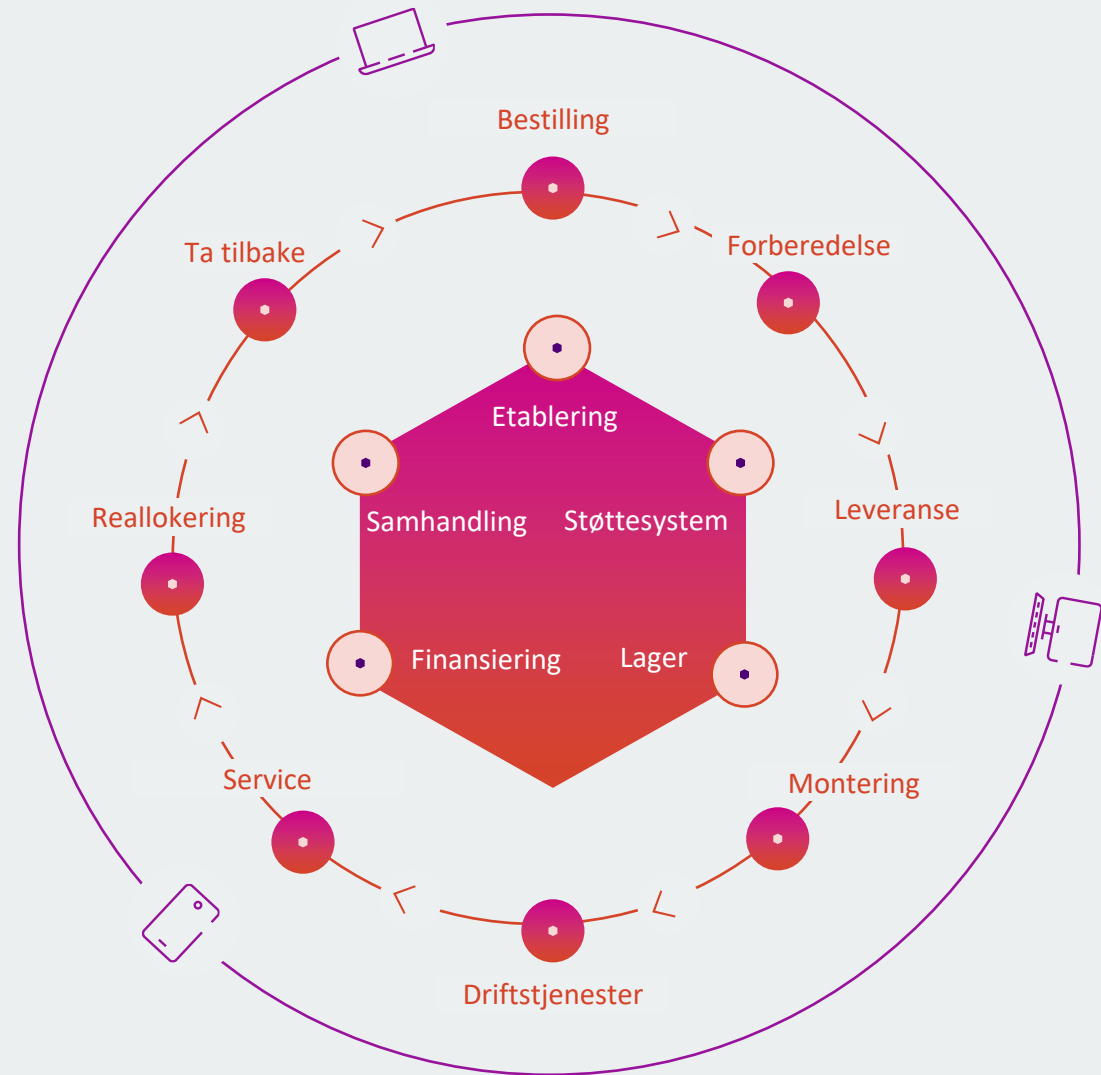 Bestilling
Forberedelse
Leveranse
Montering
Driftstjenester
Service
Reallokering
Ta tilbake
Etablering
Samhandling
Støttesystem
Finansiering
Lager